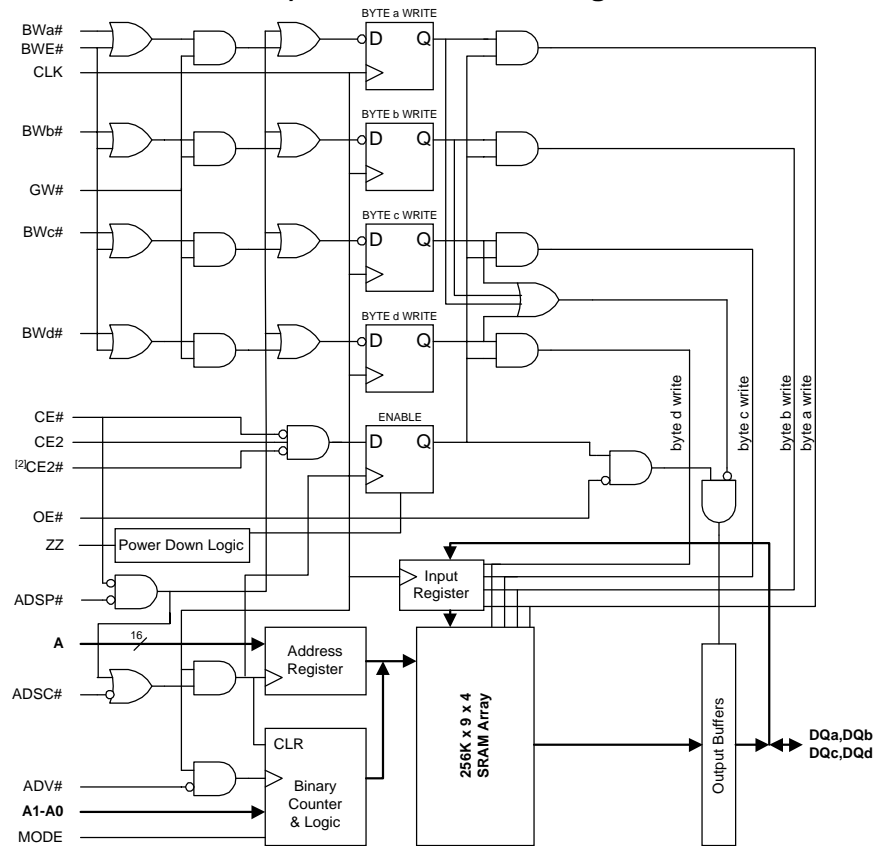 BYTE a WRITE
BWa#
BWE#
D Q
CLK
BYTE b WRITE
BWb#
D Q
GW#
BYTE c WRITE
BWc#
D Q
BYTE d WRITE
BWd#
D Q
byte d write
byte c write
byte b write
byte a write
CE#
ENABLE
CE2
D Q
[2]CE2#
OE#
ZZ
Power Down Logic
Input
Register
ADSP#
A
16
Address
Register
ADSC#
256K x 9 x 4
SRAM Array
Output Buffers
DQa,DQb
DQc,DQd
CLR
ADV#
Binary
Counter
& Logic
A1-A0
MODE